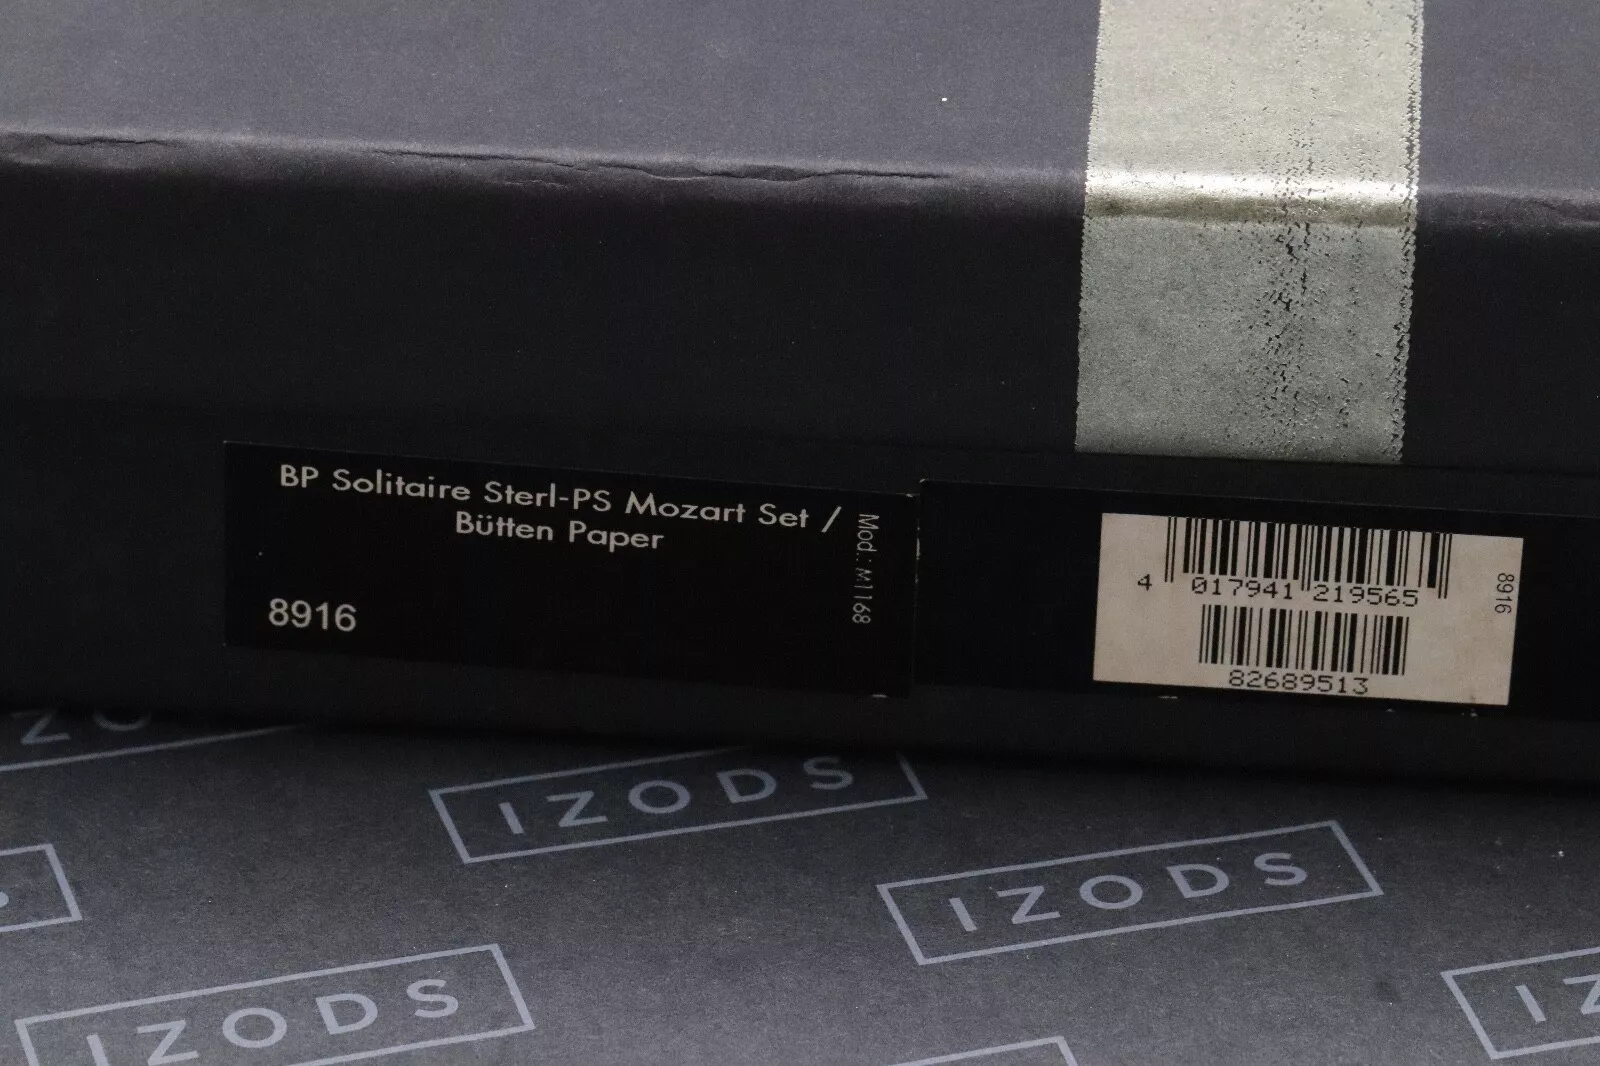 BP Solitaire Sterl-PS Mozart Set /
Bütten Paper
8916
Mod.: M1168
4 017941 219565
8916
82689513
IZODS
IZODS
IZODS